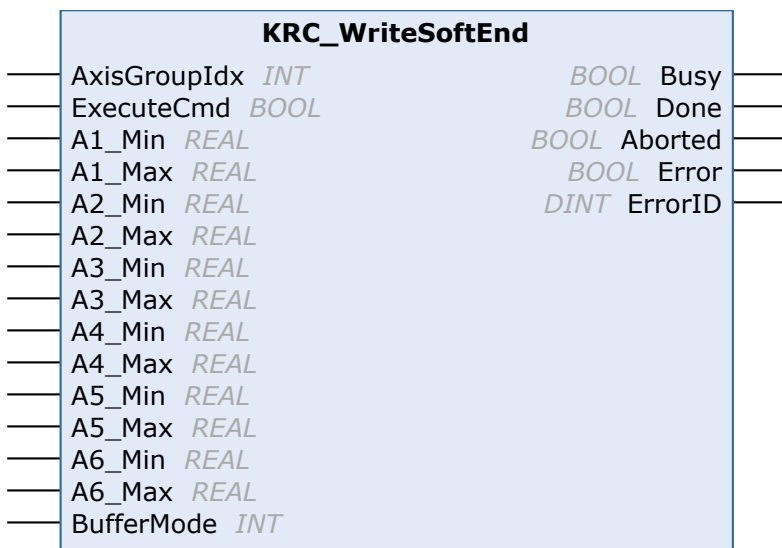 KRC_WriteSoftEnd
AxisGroupIdx INT BOOL Busy
ExecuteCmd BOOL BOOL Done
A1_Min REAL BOOL Aborted
A1_Max REAL BOOL Error
A2_Min REAL DINT ErrorID
A2_Max REAL
A3_Min REAL
A3_Max REAL
A4_Min REAL
A4_Max REAL
A5_Min REAL
A5_Max REAL
A6_Min REAL
A6_Max REAL
BufferMode INT